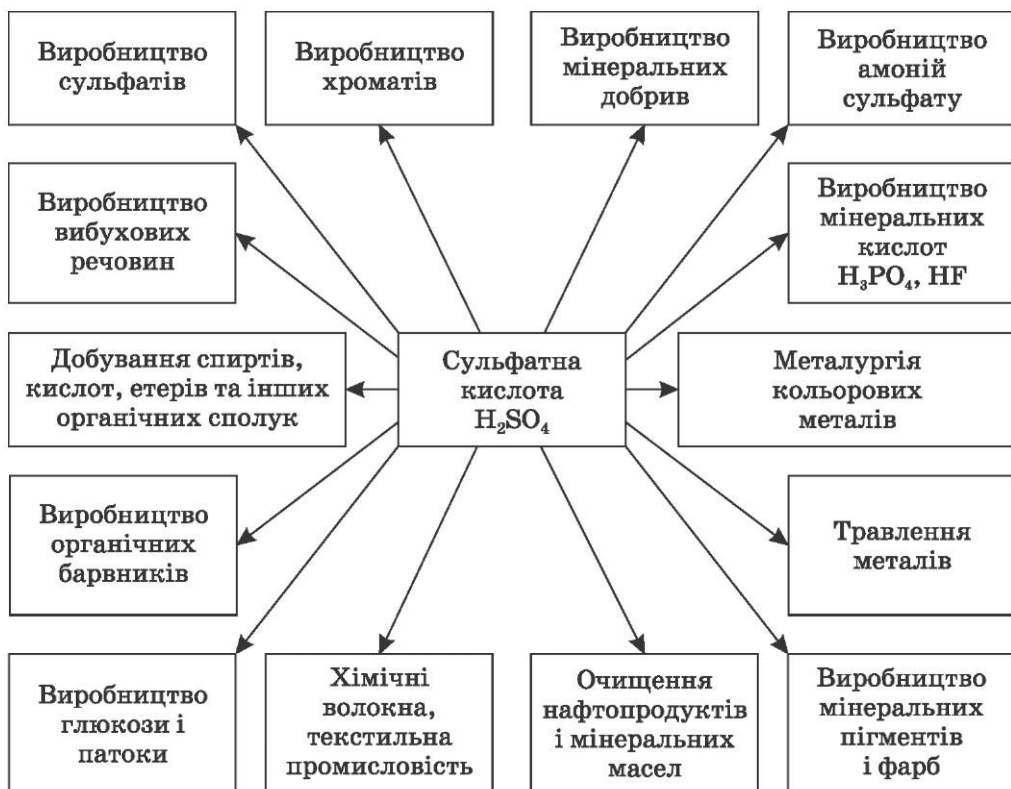 Виробництво
сульфатів
Виробництво
хроматів
Виробництво
мінеральних
добрив
Виробництво
амоній
сульфату
Виробництво
вибухових
речовин
Виробництво
мінеральних
кислот
H₃PO₄, HF
Добування спиртів,
кислот, етерів та інших
органічних сполук
Сульфатна
кислота
H₂SO₄
Металургія
кольорових
металів
Виробництво
органічних
барвників
Травлення
металів
Виробництво
глюкози і
патоки
Хімічні
волокна,
текстильна
промисловість
Очищення
нафтопродуктів
і мінеральних
масел
Виробництво
мінеральних
пігментів
і фарб